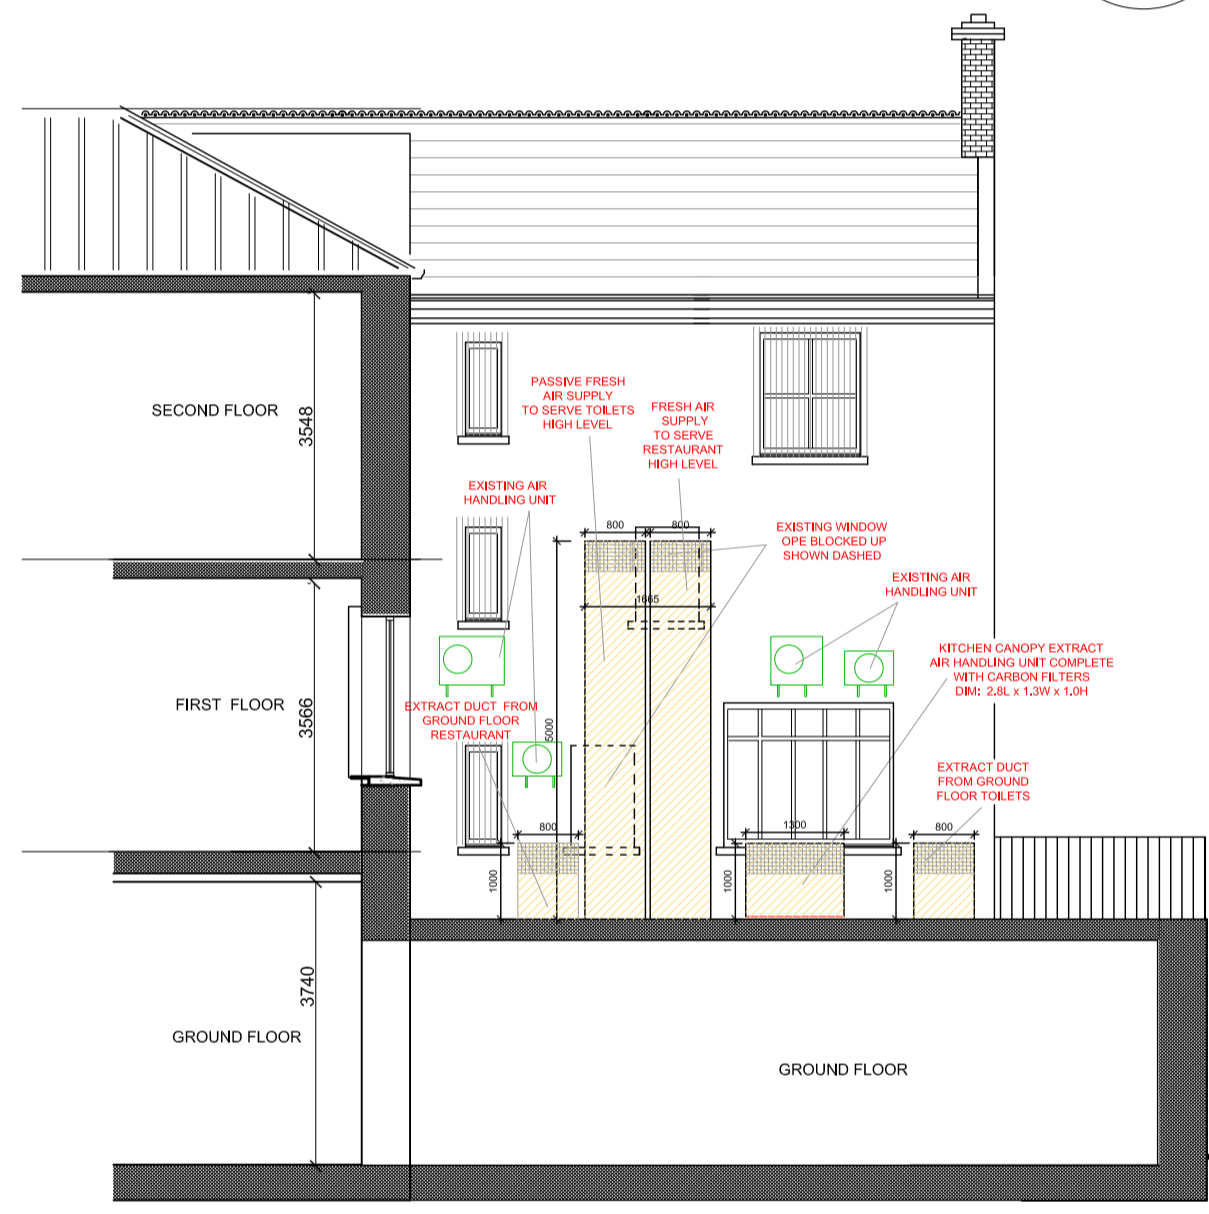 PASSIVE FRESH
AIR SUPPLY
TO SERVE TOILETS
HIGH LEVEL
FRESH AIR
SUPPLY
TO SERVE
RESTAURANT
HIGH LEVEL
SECOND FLOOR
3548
EXISTING AIR
HANDLING UNIT
800
800
EXISTING WINDOW
OPE BLOCKED UP
SHOWN DASHED
EXISTING AIR
HANDLING UNIT
1665
KITCHEN CANOPY EXTRACT
AIR HANDLING UNIT COMPLETE
WITH CARBON FILTERS
DIM: 2.8L x 1.3W x 1.0H
FIRST FLOOR
3566
EXTRACT DUCT FROM
GROUND FLOOR
RESTAURANT
5000
EXTRACT DUCT
FROM GROUND
FLOOR TOILETS
800
1300
800
1000
1000
1000
3740
GROUND FLOOR
GROUND FLOOR